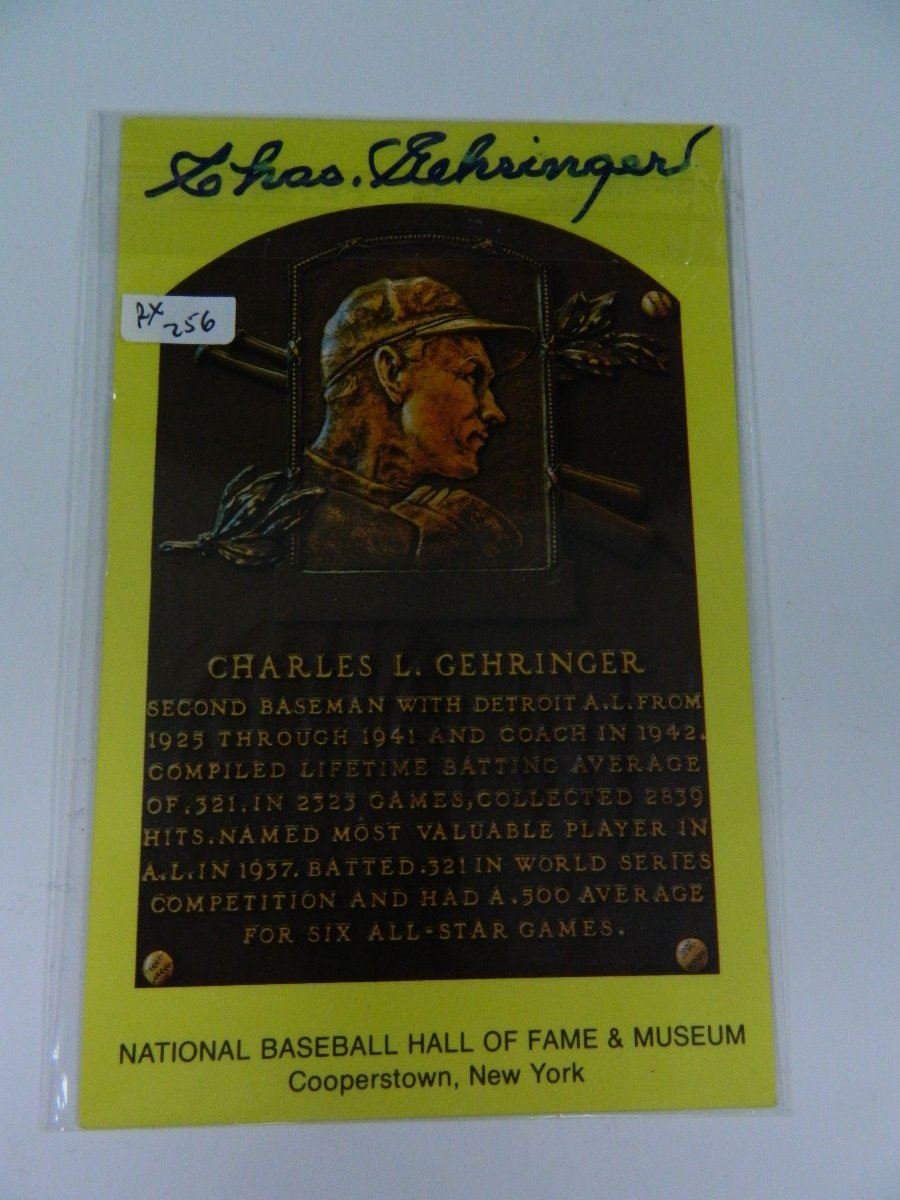 Chas. Gehringer
RX
256
CHARLES L. GEHRINGER
SECOND BASEMAN WITH DETROIT A.L. FROM
1925 THROUGH 1941 AND COACH IN 1942.
COMPILED LIFETIME BATTING AVERAGE
OF .321. IN 2323 GAMES, COLLECTED 2839
HITS. NAMED MOST VALUABLE PLAYER IN
A.L. IN 1937. BATTED .321 IN WORLD SERIES
COMPETITION AND HAD A .500 AVERAGE
FOR SIX ALL-STAR GAMES.
NATIONAL BASEBALL HALL OF FAME & MUSEUM
Cooperstown, New York